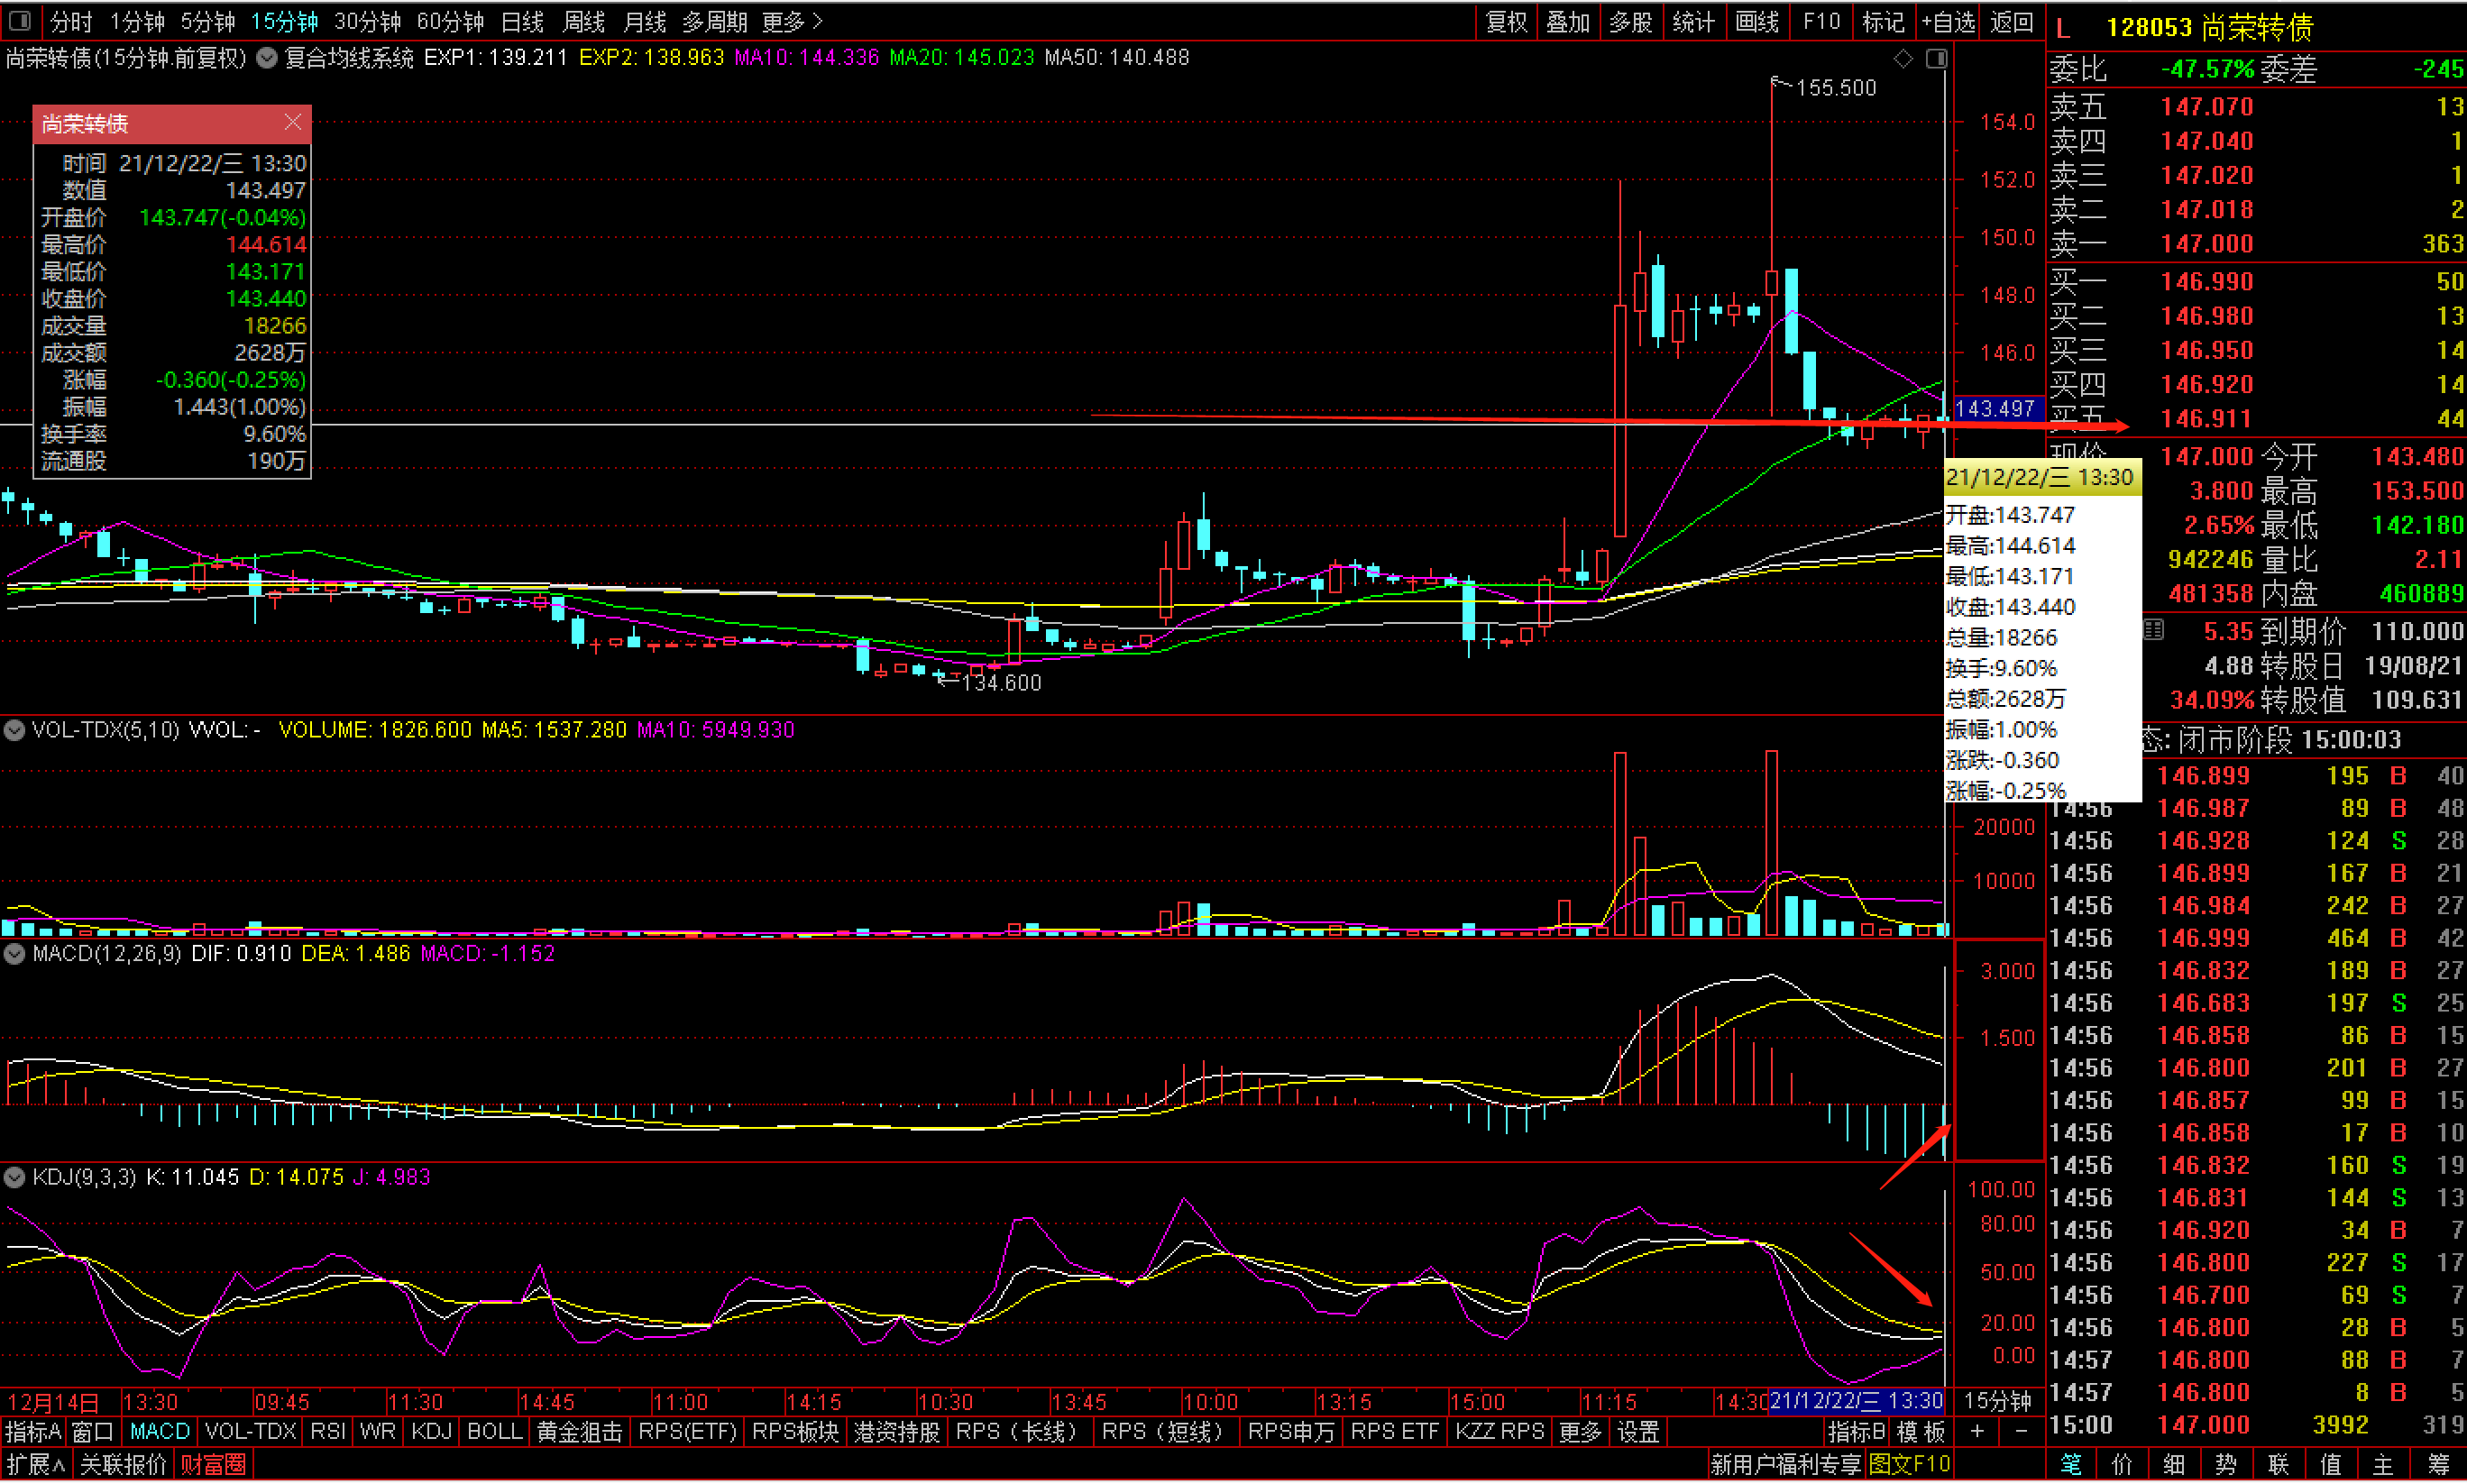 分时 1分钟 5分钟 15分钟 30分钟 60分钟 日线 周线 月线 多周期 更多 >
复权 叠加 多股 统计 画线 F10 标记 +自选 返回
L 128053 尚荣转债
尚荣转债(15分钟.前复权) 复合均线系统 EXP1: 139.211 EXP2: 138.963 MA10: 144.336 MA20: 145.023 MA50: 140.488
尚荣转债
时间 21/12/22/三 13:30
数值 143.497
开盘价 143.747(-0.04%)
最高价 144.614
最低价 143.171
收盘价 143.440
成交量 18266
成交额 2628万
涨幅 -0.360(-0.25%)
振幅 1.443(1.00%)
换手率 9.60%
流通股 190万
155.500
134.600
154.0
152.0
150.0
148.0
146.0
143.497
21/12/22/三 13:30
开盘:143.747
最高:144.614
最低:143.171
收盘:143.440
总量:18266
换手:9.60%
总额:2628万
振幅:1.00%
涨跌:-0.360
涨幅:-0.25%
委比 -47.57% 委差 -245
卖五 147.070 13
卖四 147.040 1
卖三 147.020 1
卖二 147.018 2
卖一 147.000 363
买一 146.990 50
买二 146.980 13
买三 146.950 14
买四 146.920 14
买五 146.911 44
现价 147.000 今开 143.480
3.800 最高 153.500
2.65% 最低 142.180
942246 量比 2.11
481358 内盘 460889
5.35 到期价 110.000
4.88 转股日 19/08/21
34.09% 转股值 109.631
态: 闭市阶段 15:00:03
146.899 195 B 40
14:56 146.987 89 B 48
14:56 146.928 124 S 28
14:56 146.899 167 B 21
14:56 146.984 242 B 27
14:56 146.999 464 B 42
14:56 146.832 189 B 27
14:56 146.683 197 S 25
14:56 146.858 86 B 15
14:56 146.800 201 B 27
14:56 146.857 99 B 15
14:56 146.858 17 B 10
14:56 146.832 160 S 19
14:56 146.831 144 S 13
14:56 146.920 34 B 7
14:56 146.800 227 S 17
14:56 146.700 69 S 7
14:56 146.800 28 B 5
14:57 146.800 88 B 7
14:57 146.800 8 B 5
15:00 147.000 3992 319
VOL-TDX(5,10) VVOL: - VOLUME: 1826.600 MA5: 1537.280 MA10: 5949.930
20000
10000
MACD(12,26,9) DIF: 0.910 DEA: 1.486 MACD: -1.152
3.000
1.500
KDJ(9,3,3) K: 11.045 D: 14.075 J: 4.983
100.00
80.00
50.00
20.00
0.00
12月14日 13:30 09:45 11:30 14:45 11:00 14:15 10:30 13:45 10:00 13:15 15:00 11:15 14:30 21/12/22/三 13:30 15分钟
指标A 窗口 MACD VOL-TDX RSI WR KDJ BOLL 黄金狙击 RPS(ETF) RPS板块 港资持股 RPS（长线） RPS（短线） RPS申万 RPS ETF KZZ RPS 更多 设置 指标B 模板 + −
扩展∧ 关联报价 财富圈 新用户福利专享 图文F10 笔 价 细 势 联 值 主 筹